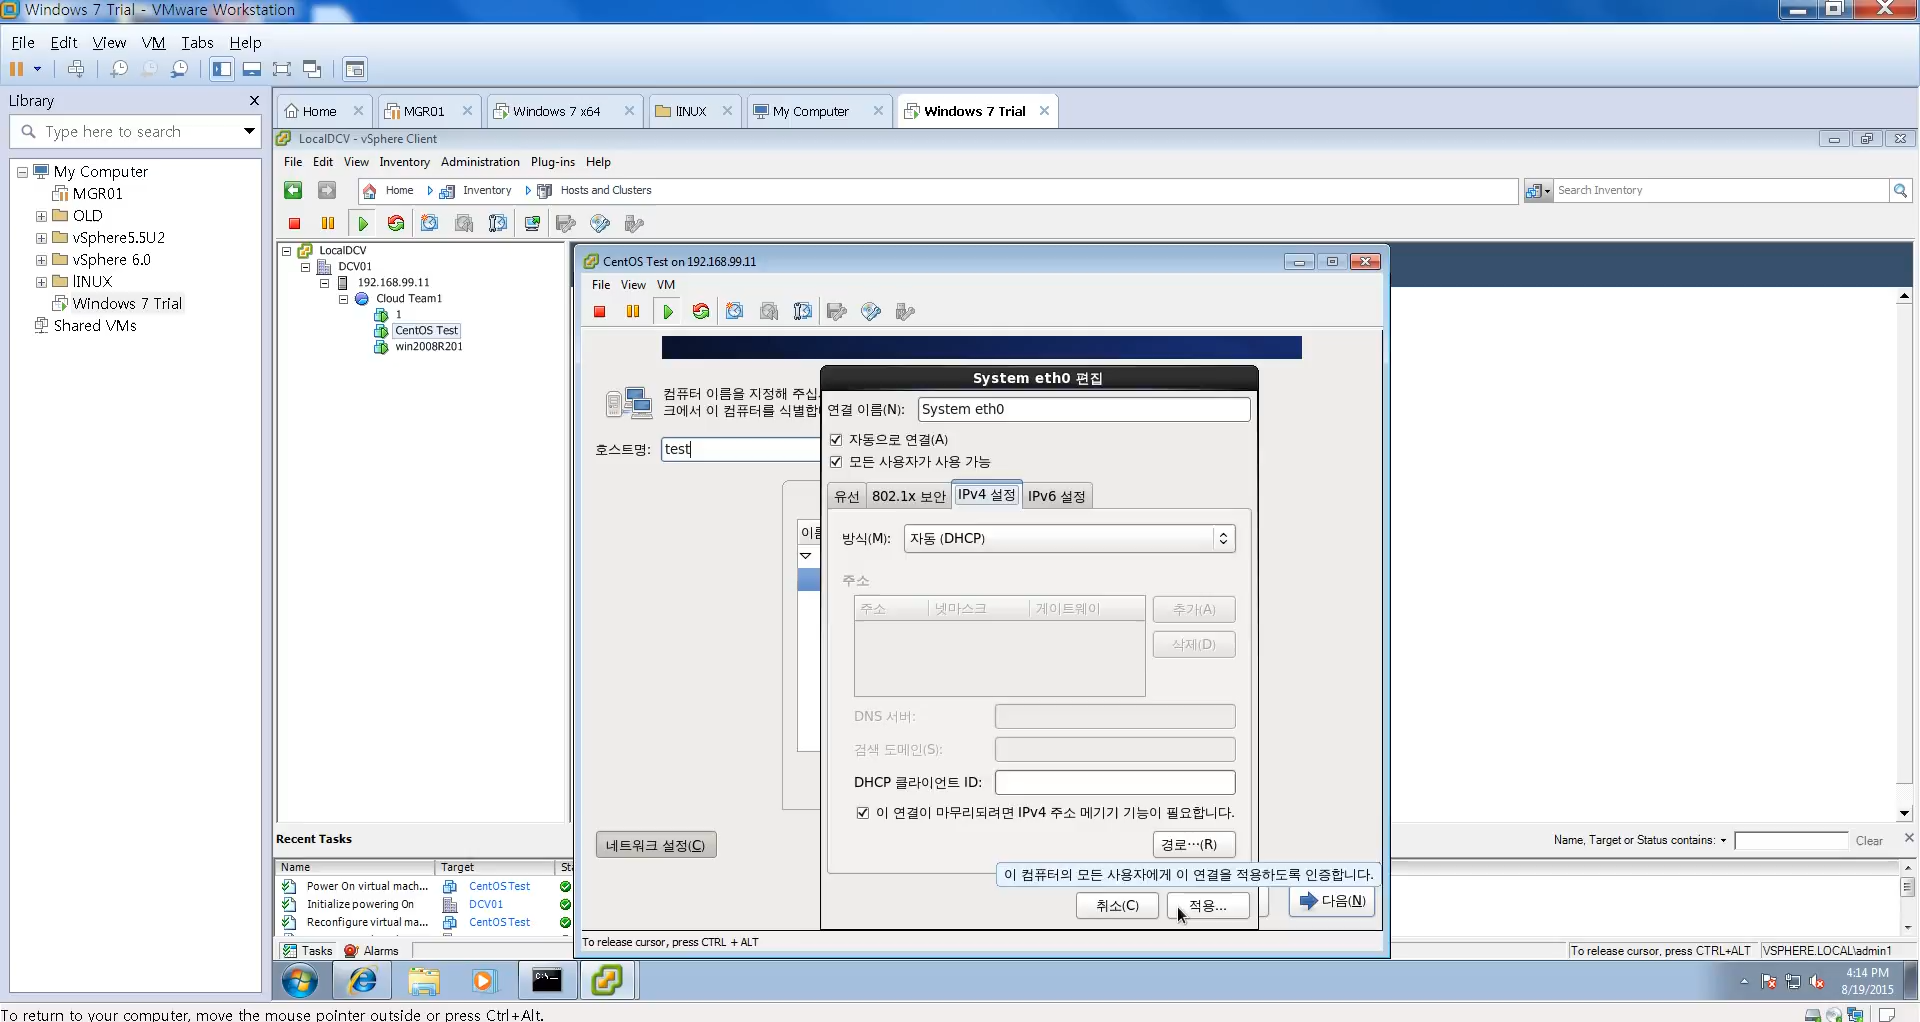 Windows 7 Trial - VMware Workstation
File Edit View VM Tabs Help
Library
Type here to search
My Computer
MGR01
OLD
vSphere5.5U2
vSphere 6.0
lINUX
Windows 7 Trial
Shared VMs
Home MGR01 Windows 7 x64 lINUX My Computer Windows 7 Trial
LocalDCV - vSphere Client
File Edit View Inventory Administration Plug-ins Help
Home Inventory Hosts and Clusters Search Inventory
LocalDCV
DCV01
192.168.99.11
Cloud Team1
1
CentOS Test
win2008R201
CentOS Test on 192.168.99.11
File View VM
컴퓨터 이름을 지정해 주십
크에서 이 컴퓨터를 식별합
호스트명: test
이름
네트워크 설정(C)
System eth0 편집
연결 이름(N): System eth0
자동으로 연결(A)
모든 사용자가 사용 가능
유선 802.1x 보안 IPv4 설정 IPv6 설정
방식(M): 자동 (DHCP)
주소
주소 넷마스크 게이트웨이
추가(A)
삭제(D)
DNS 서버:
검색 도메인(S):
DHCP 클라이언트 ID:
이 연결이 마무리되려면 IPv4 주소 메기기 기능이 필요합니다.
경로…(R)
이 컴퓨터의 모든 사용자에게 이 연결을 적용하도록 인증합니다.
취소(C) 적용... 다음(N)
To release cursor, press CTRL + ALT
Recent Tasks
Name, Target or Status contains: Clear
Name Target Sta
Power On virtual mach... CentOS Test
Initialize powering On DCV01
Reconfigure virtual ma... CentOS Test
Tasks Alarms
To release cursor, press CTRL+ALT VSPHERE.LOCAL\admin1
4:14 PM
8/19/2015
To return to your computer, move the mouse pointer outside or press Ctrl+Alt.